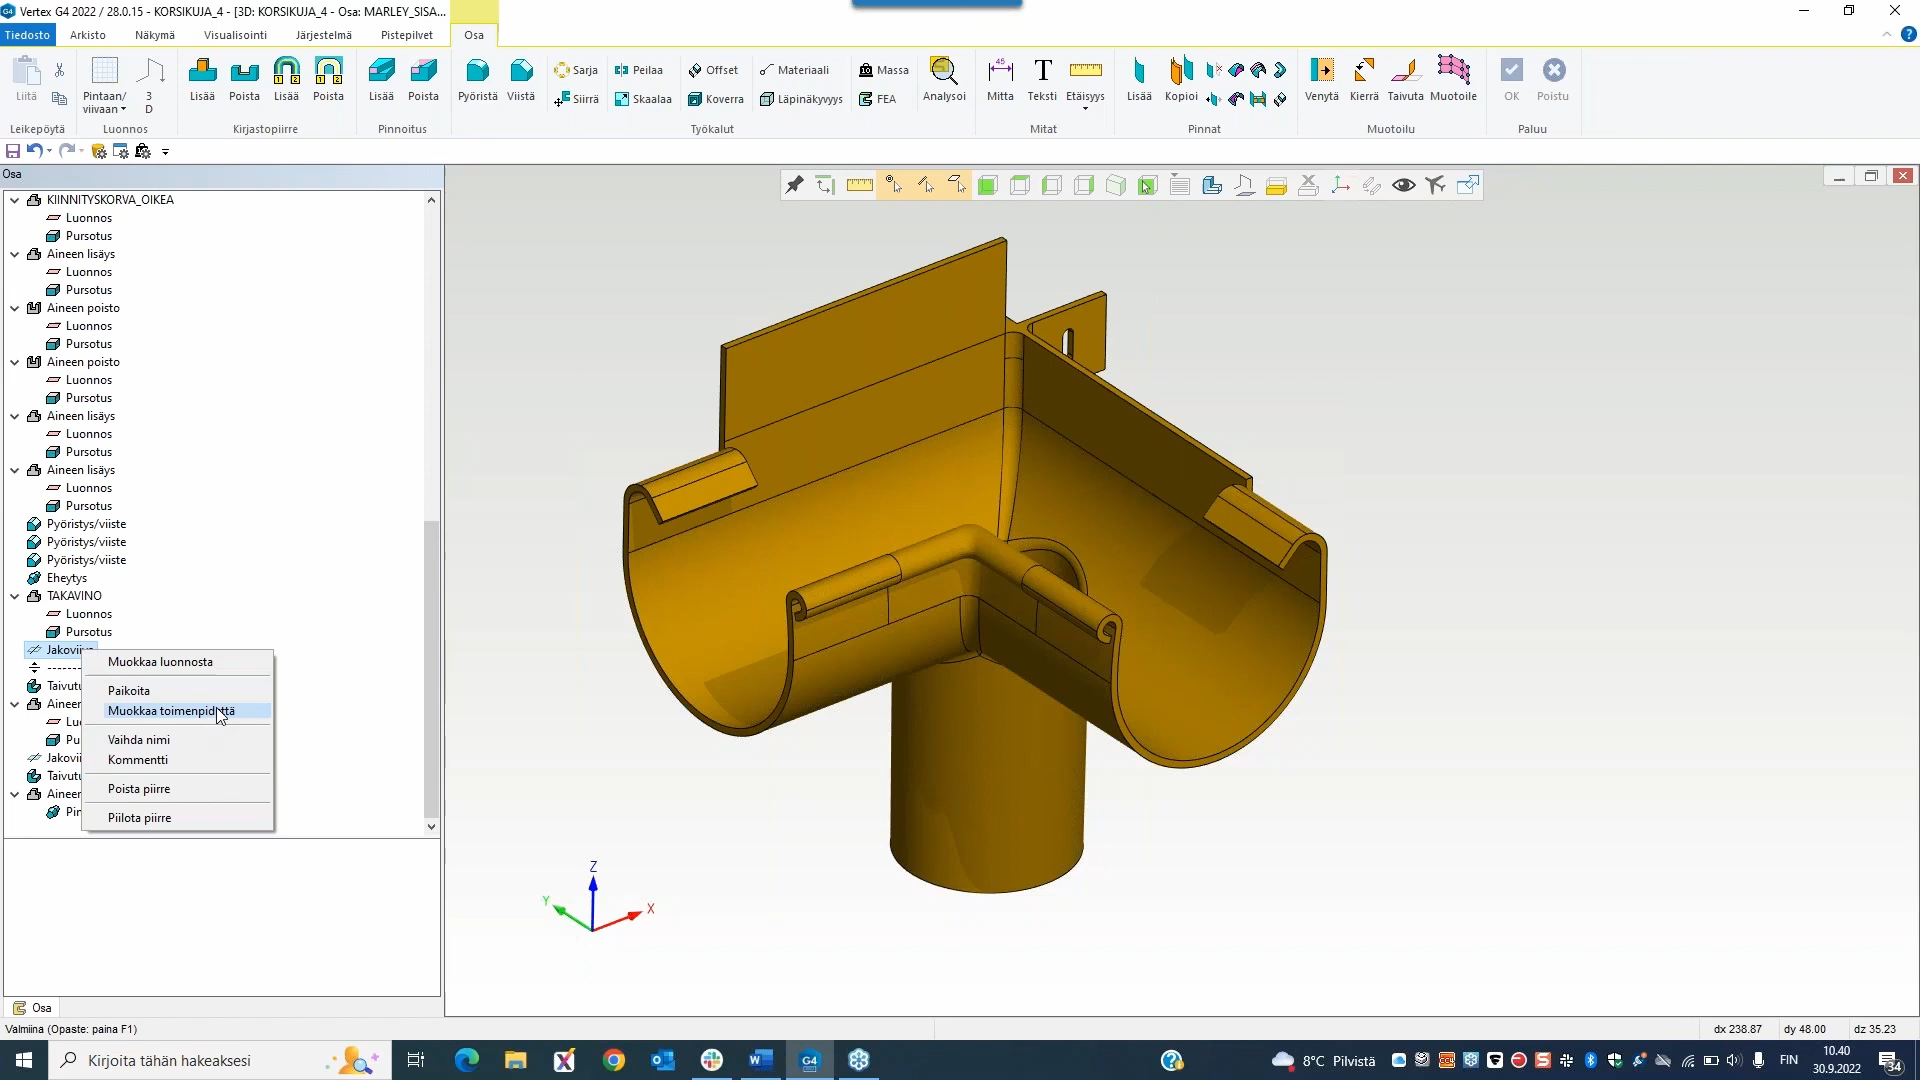 Vertex G4 2022 / 28.0.15 - KORSIKUJA_4 - [3D: KORSIKUJA_4 - Osa: MARLEY_SISA...
Tiedosto Arkisto Näkymä Visualisointi Järjestelmä Pistepilvet Osa
Liitä Pintaan/ viivaan 3 D Lisää Poista Lisää Poista Lisää Poista Pyöristä Viistä
Sarja Peilaa Offset Materiaali Massa
Siirrä Skaalaa Koverra Läpinäkyvyys FEA
Analysoi Mitta Teksti Etäisyys Lisää Kopioi Venytä Kierrä Taivuta Muotoile OK Poistu
Leikepöytä Luonnos Kirjastopiirre Pinnoitus Työkalut Mitat Pinnat Muotoilu Paluu
Osa
KIINNITYSKORVA_OIKEA
Luonnos
Pursotus
Aineen lisäys
Luonnos
Pursotus
Aineen poisto
Luonnos
Pursotus
Aineen poisto
Luonnos
Pursotus
Aineen lisäys
Luonnos
Pursotus
Aineen lisäys
Luonnos
Pursotus
Pyöristys/viiste
Pyöristys/viiste
Pyöristys/viiste
Eheytys
TAKAVINO
Luonnos
Pursotus
Muokkaa luonnosta
Paikoita
Muokkaa toimenpidettä
Vaihda nimi
Kommentti
Poista piirre
Piilota piirre
Z
Y
X
Osa
Valmiina (Opaste: paina F1)
dx 238.87 dy 48.00 dz 35.23
Kirjoita tähän hakeaksesi
8°C Pilvistä
FIN
10.40
30.9.2022
34